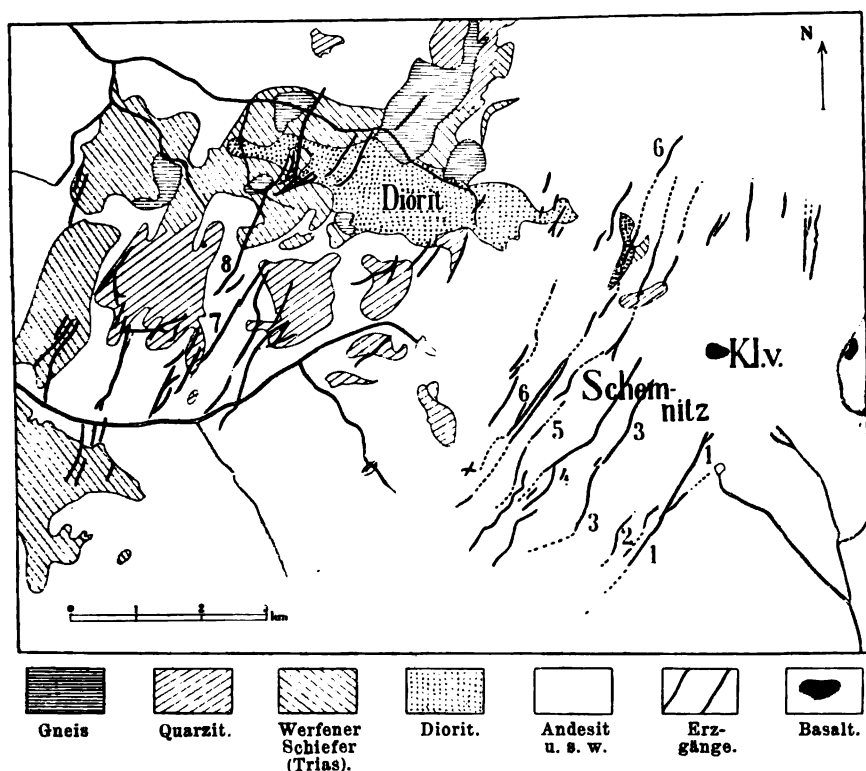 N
6
Diorit
8
7
Kl.v.
Schem-
nitz
6
5
3
1
4
3
2
1
0 1 2 3 km
Gneis
Quarzit.
Werfener
Schiefer
(Trias).
Diorit.
Andesit
u. s. w.
Erz-
gänge.
Basalt.